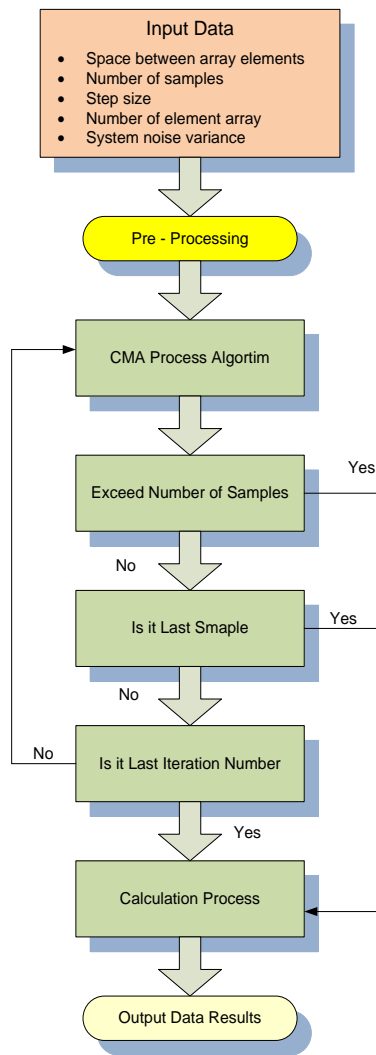 Input Data
• Space between array elements
• Number of samples
• Step size
• Number of element array
• System noise variance
Pre - Processing
CMA Process Algortim
Exceed Number of Samples
Yes
No
Is it Last Smaple
Yes
No
Is it Last Iteration Number
No
Yes
Calculation Process
Output Data Results